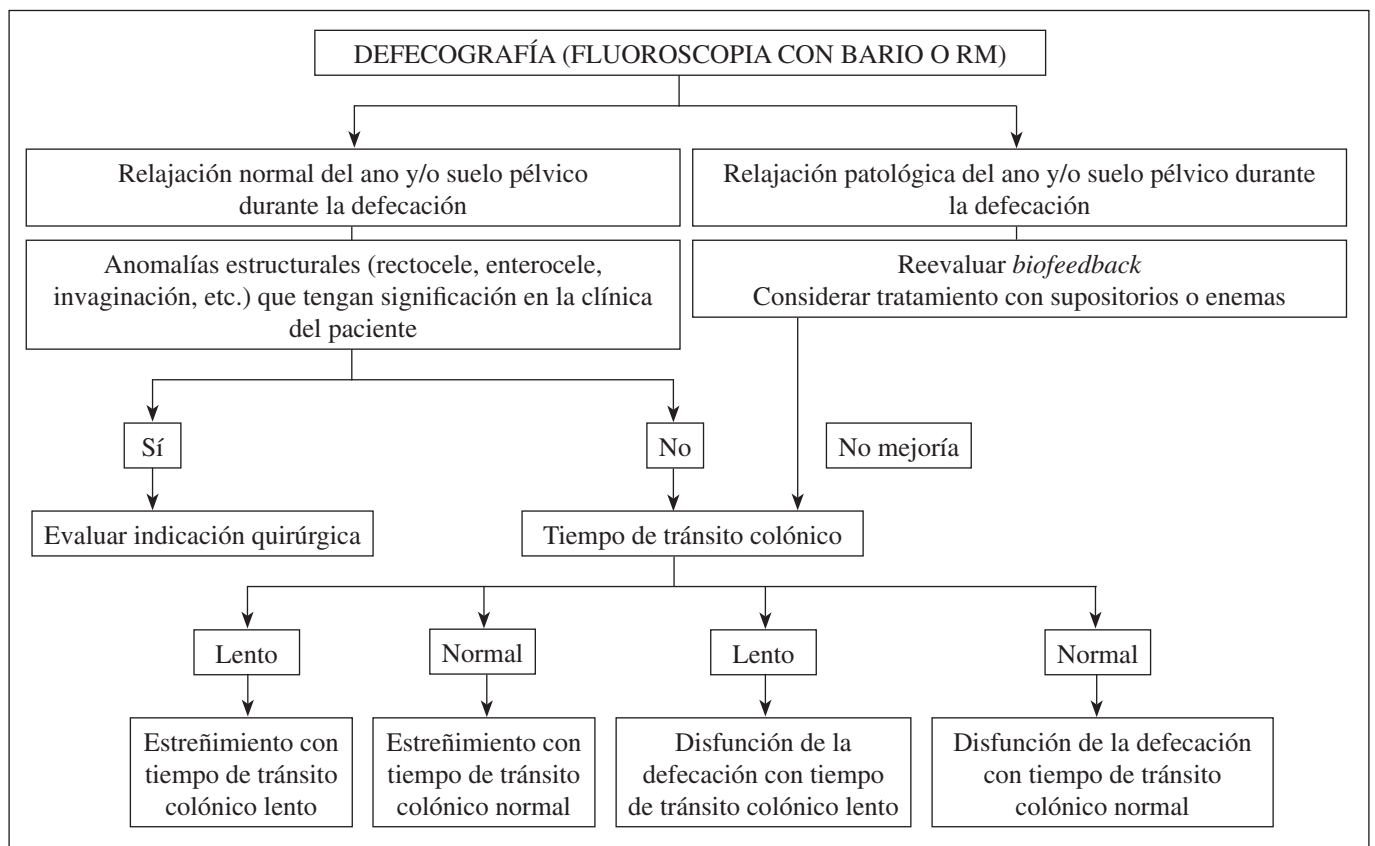 DEFECOGRAFÍA (FLUOROSCOPIA CON BARIO O RM)
Relajación normal del ano y/o suelo pélvico
durante la defecación
Relajación patológica del ano y/o suelo pélvico durante
la defecación
Anomalías estructurales (rectocele, enterocele,
invaginación, etc.) que tengan significación en la clínica
del paciente
Reevaluar biofeedback
Considerar tratamiento con supositorios o enemas
Sí
No
No mejoría
Evaluar indicación quirúrgica
Tiempo de tránsito colónico
Lento
Normal
Lento
Normal
Estreñimiento con
tiempo de tránsito
colónico lento
Estreñimiento con
tiempo de tránsito
colónico normal
Disfunción de la
defecación con tiempo
de tránsito colónico lento
Disfunción de la defecación
con tiempo de tránsito
colónico normal